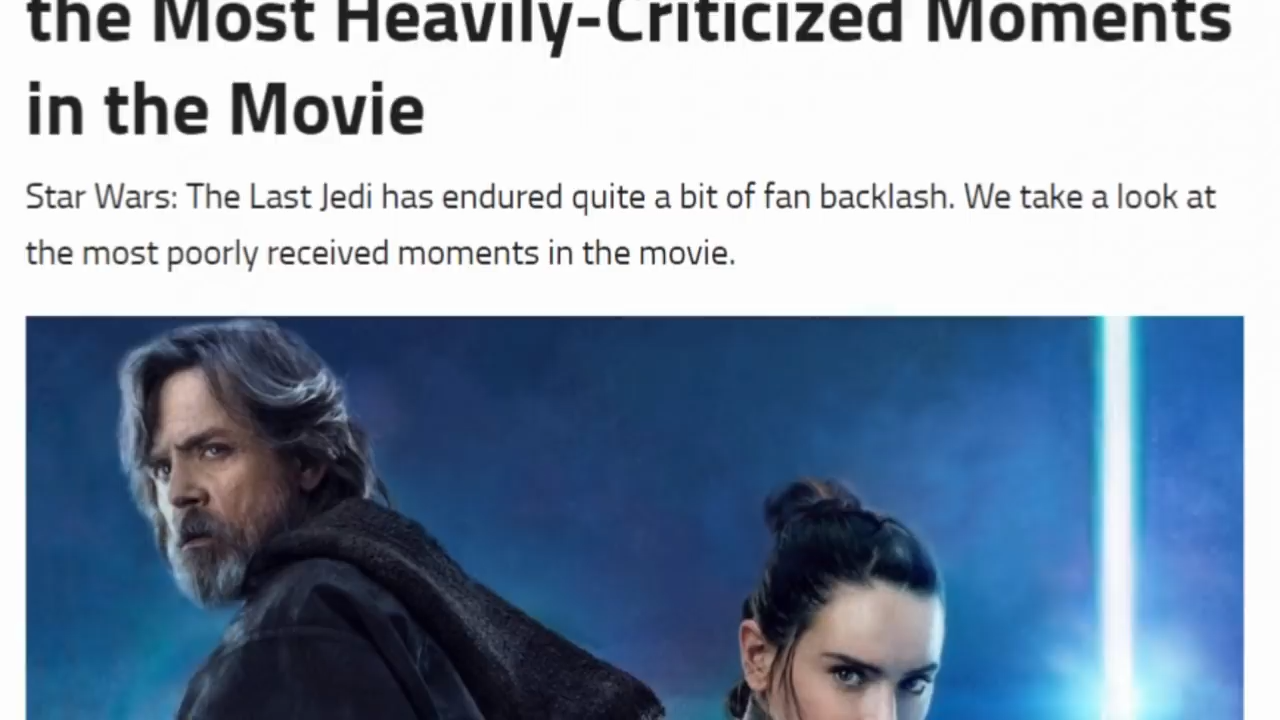 the Most Heavily-Criticized Moments
in the Movie
Star Wars: The Last Jedi has endured quite a bit of fan backlash. We take a look at
the most poorly received moments in the movie.